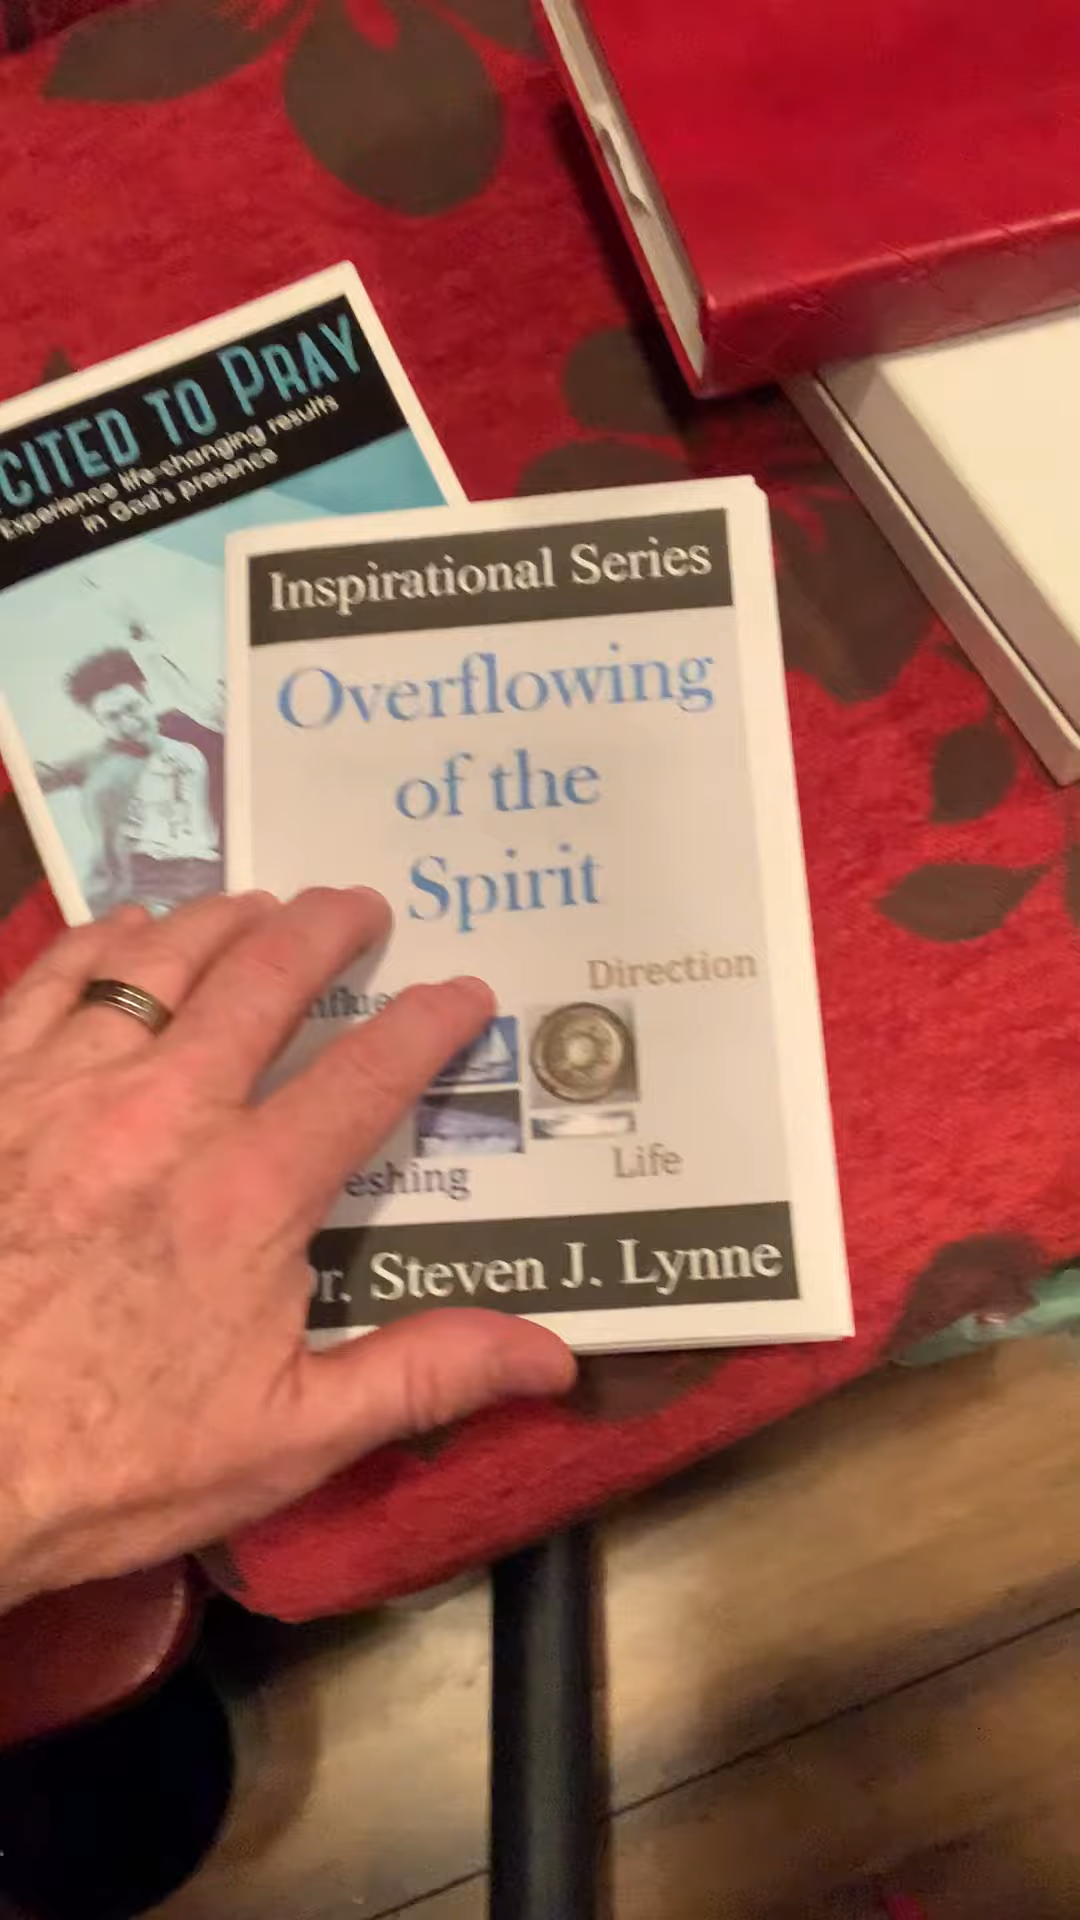 CITED TO PRAY
Experience life-changing results
in God's presence
Inspirational Series
Overflowing
of the
Spirit
Direction
nflue
eshing
Life
Dr. Steven J. Lynne